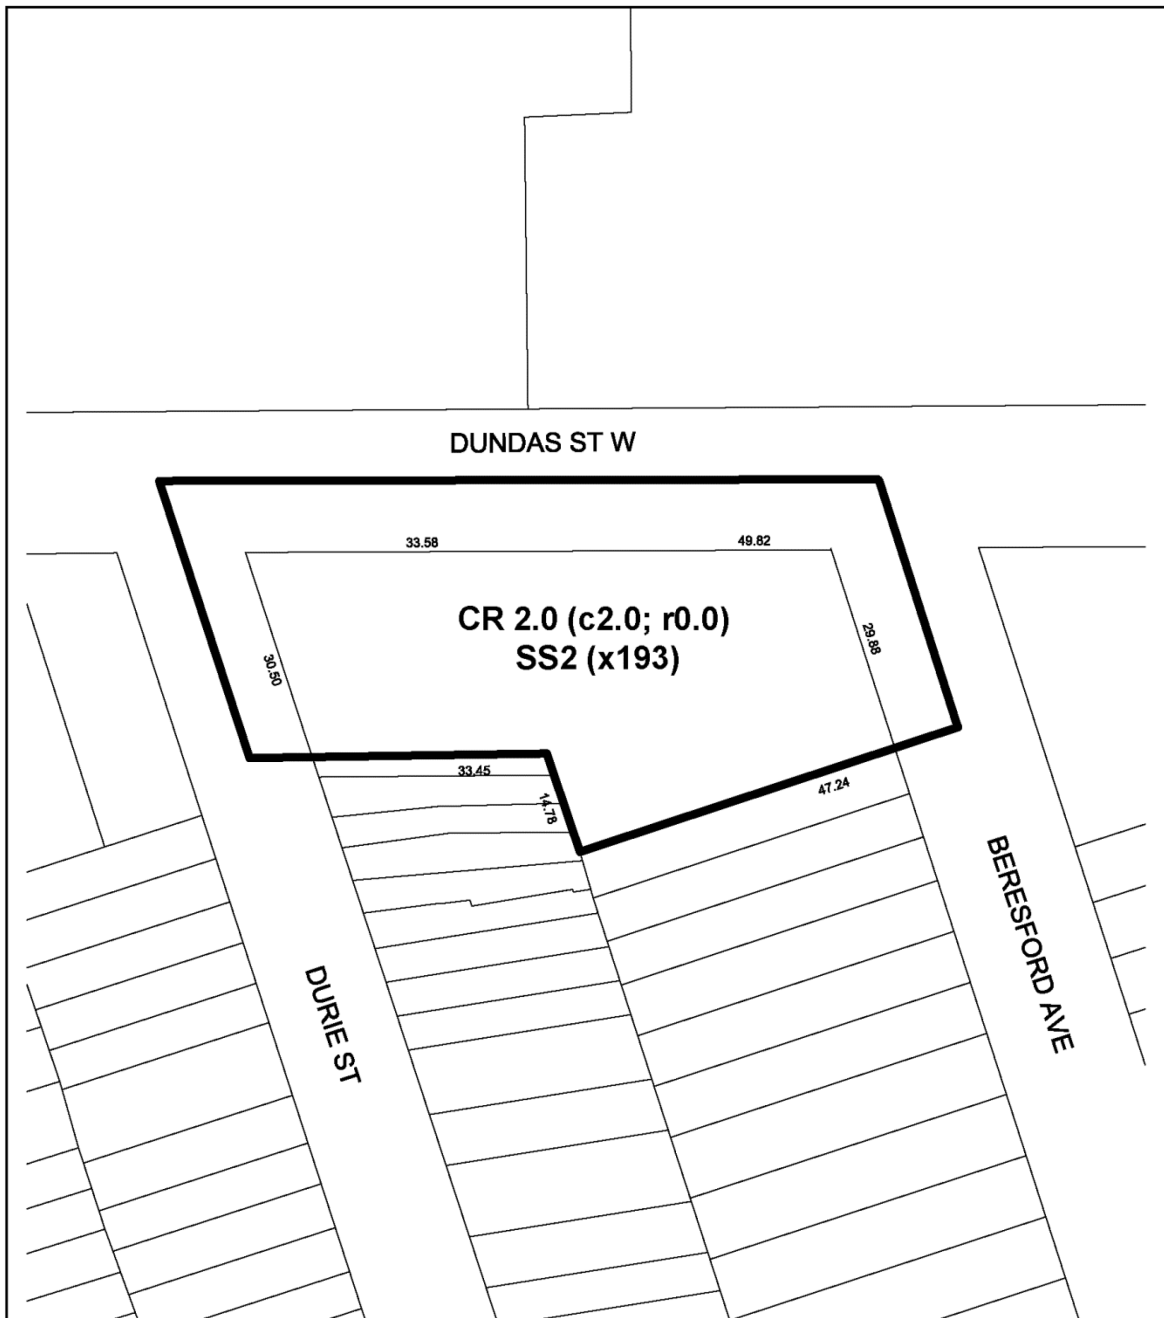 DUNDAS ST W
33.58
49.82
CR 2.0 (c2.0; r0.0)
SS2 (x193)
29.88
30.50
33.45
14.78
47.24
BERESFORD AVE
DURIE ST